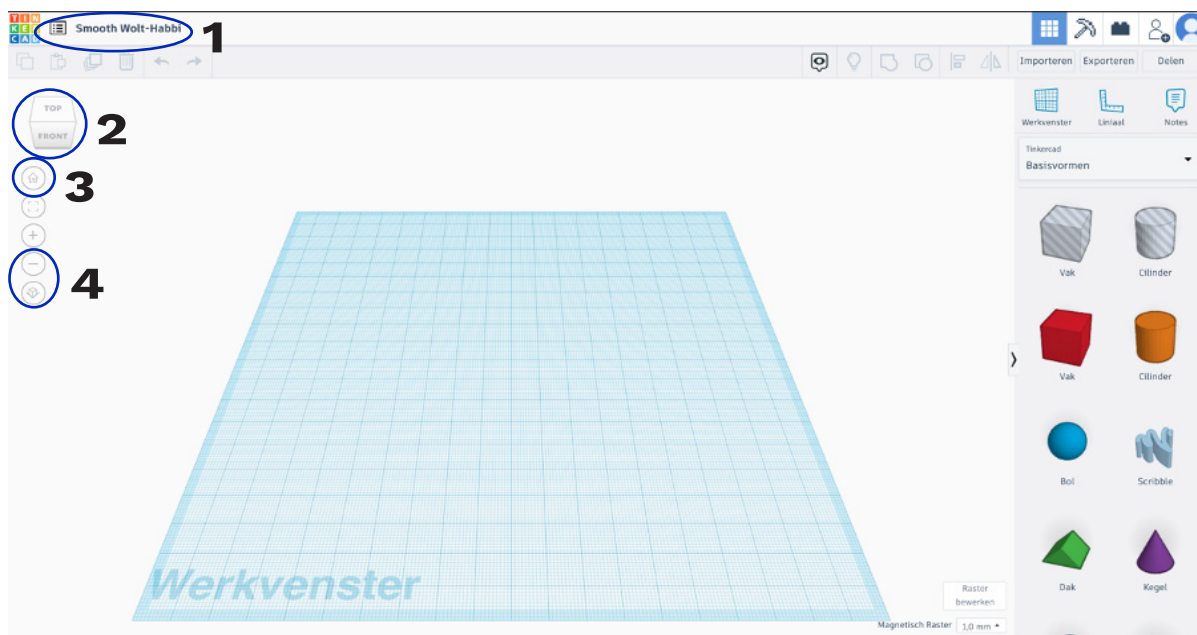 TIN
KER
CAD
Smooth Wolt-Habbi
1
Importeren
Exporteren
Delen
TOP
FRONT
2
3
4
Werkvenster
Liniaal
Notes
Tinkercad
Basisvormen
Vak
Cilinder
Vak
Cilinder
Bol
Scribble
Dak
Kegel
Werkvenster
Raster
bewerken
Magnetisch Raster
1,0 mm